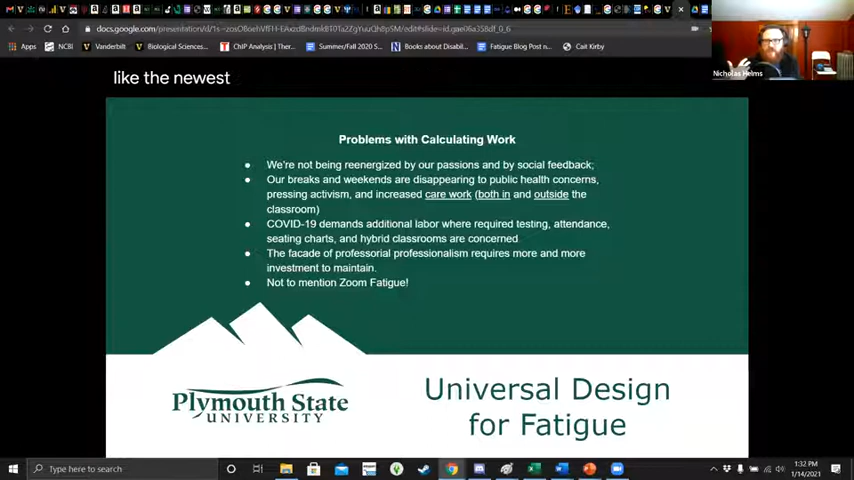 docs.google.com
Nicholas Helms
Apps
NCBI
Vanderbilt
Biological Sciences...
ChIP Analysis | Ther...
Summer/Fall 2020 S...
Books about Disabil...
Fatigue Blog Post n...
Cait Kirby
like the newest
Problems with Calculating Work
● We're not being reenergized by our passions and by social feedback;
● Our breaks and weekends are disappearing to public health concerns,
pressing activism, and increased care work (both in and outside the
classroom)
● COVID-19 demands additional labor where required testing, attendance,
seating charts, and hybrid classrooms are concerned
● The facade of professorial professionalism requires more and more
investment to maintain.
● Not to mention Zoom Fatigue!
Plymouth State
UNIVERSITY
Universal Design
for Fatigue
Type here to search
1:32 PM
1/14/2021